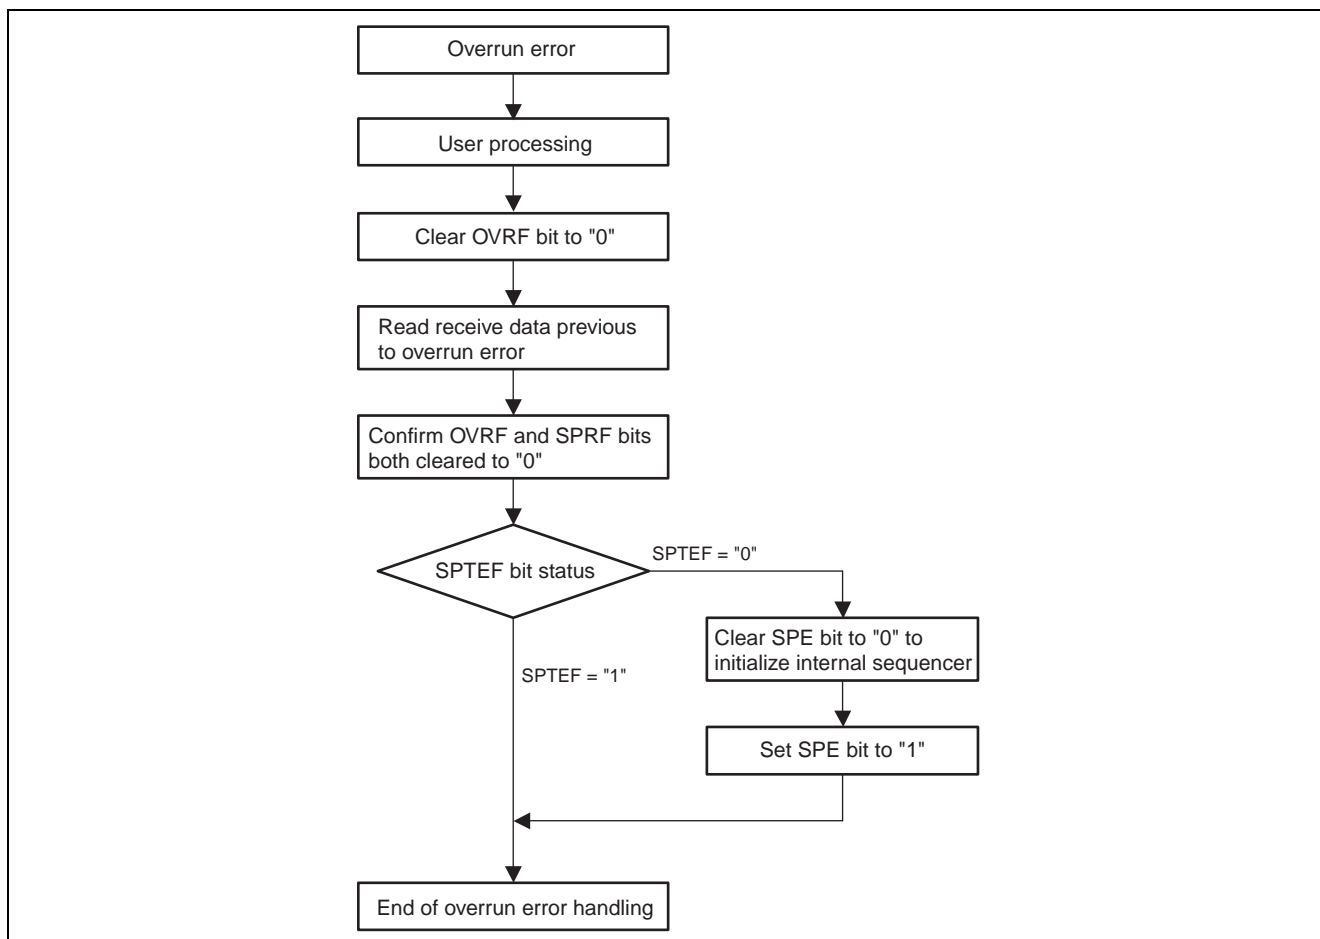 Overrun error
User processing
Clear OVRF bit to "0"
Read receive data previous
to overrun error
Confirm OVRF and SPRF bits
both cleared to "0"
SPTEF bit status
SPTEF = "0"
Clear SPE bit to "0" to
initialize internal sequencer
SPTEF = "1"
Set SPE bit to "1"
End of overrun error handling